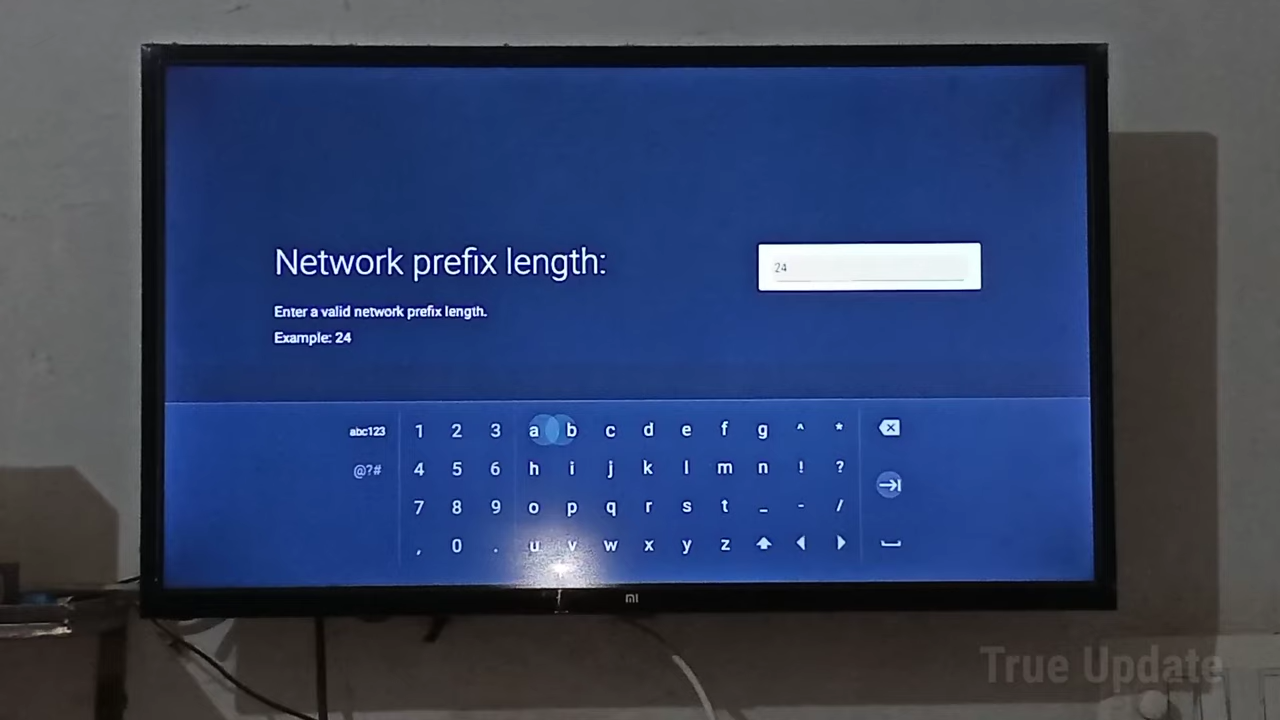 Network prefix length:
24
Enter a valid network prefix length.
Example: 24
abc123 1 2 3 a b c d e f g ^ *
@?# 4 5 6 h i j k l m n ! ?
7 8 9 o p q r s t _ - /
, 0 . u v w x y z
mi
True Update